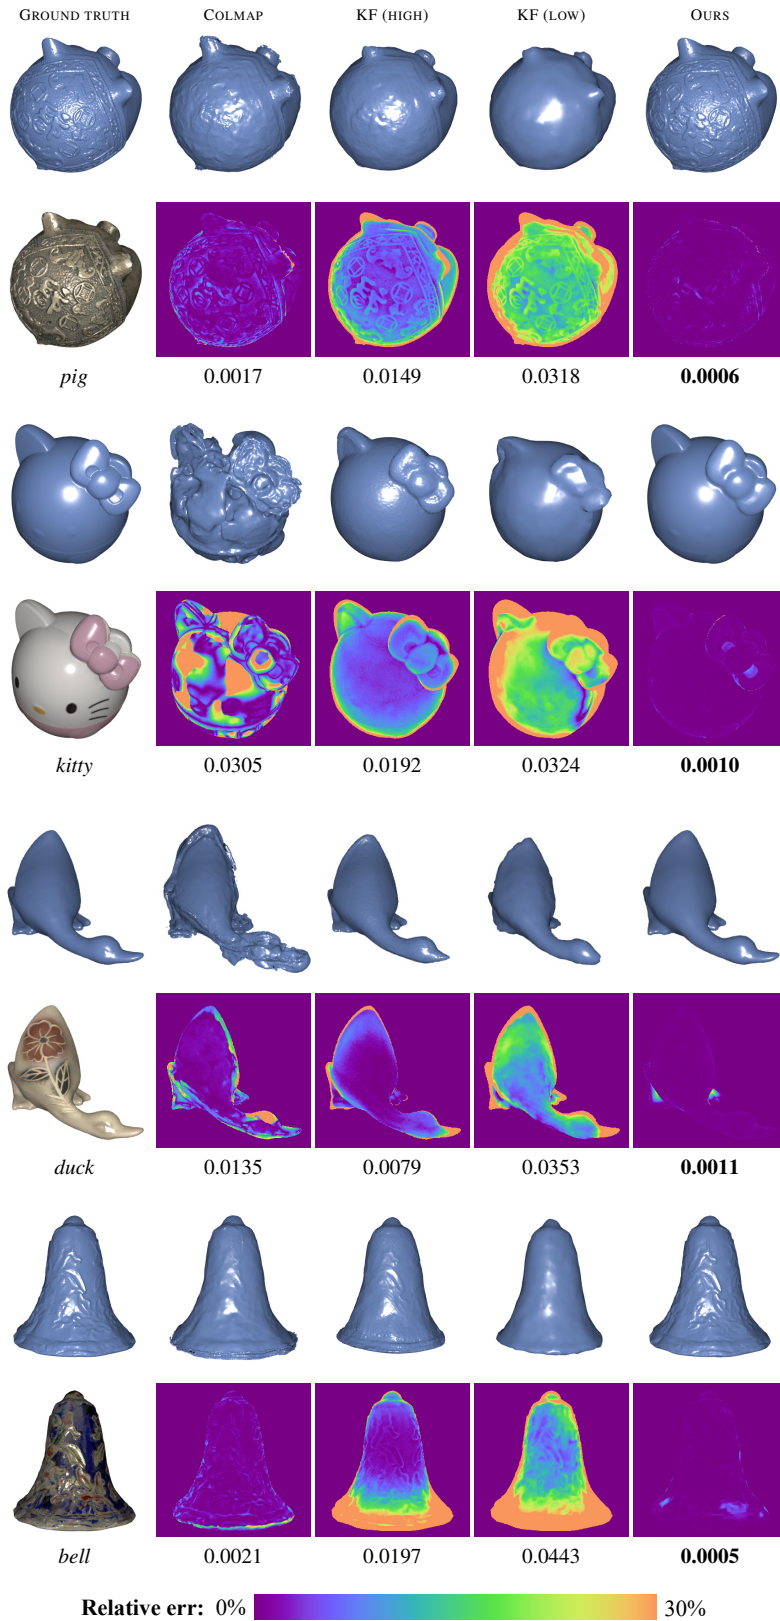 GROUND TRUTH COLMAP KF (HIGH) KF (LOW) OURS
pig 0.0017 0.0149 0.0318 0.0006
kitty 0.0305 0.0192 0.0324 0.0010
duck 0.0135 0.0079 0.0353 0.0011
bell 0.0021 0.0197 0.0443 0.0005
Relative err: 0% 30%